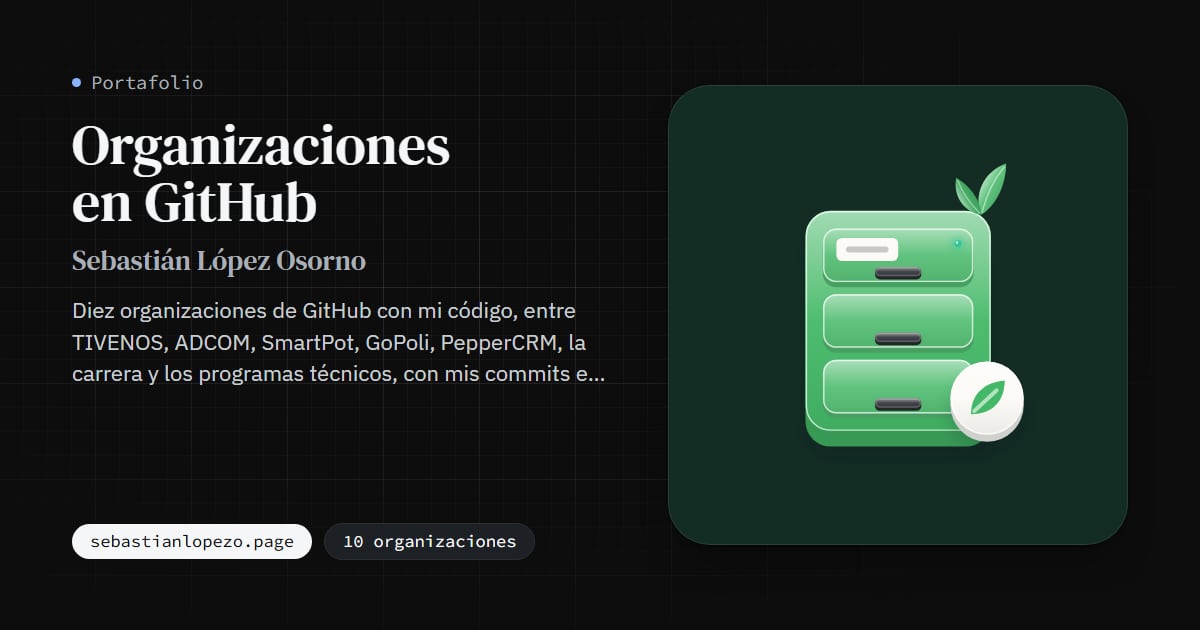 Portafolio
Organizaciones
en GitHub
Sebastián López Osorno
Diez organizaciones de GitHub con mi código, entre
TIVENOS, ADCOM, SmartPot, GoPoli, PepperCRM, la
carrera y los programas técnicos, con mis commits e...
sebastianlopezo.page
10 organizaciones